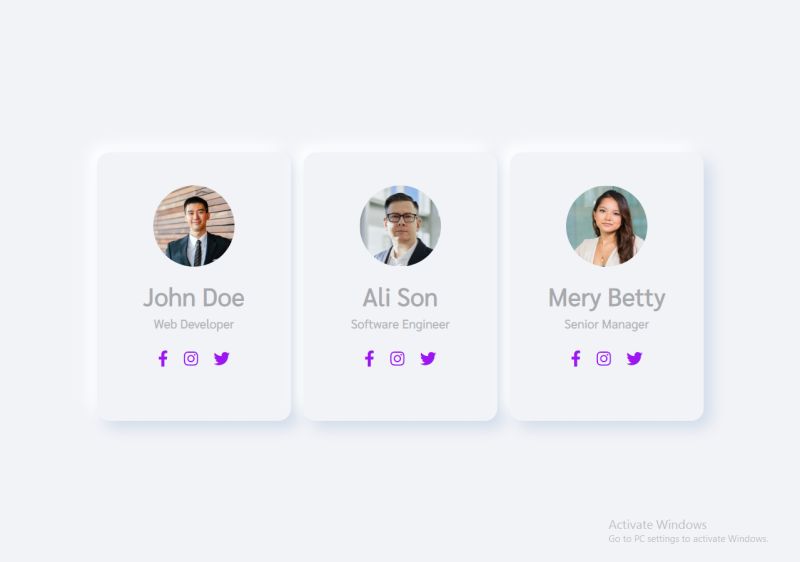 John Doe
Web Developer
Ali Son
Software Engineer
Mery Betty
Senior Manager
Activate Windows
Go to PC settings to activate Windows.